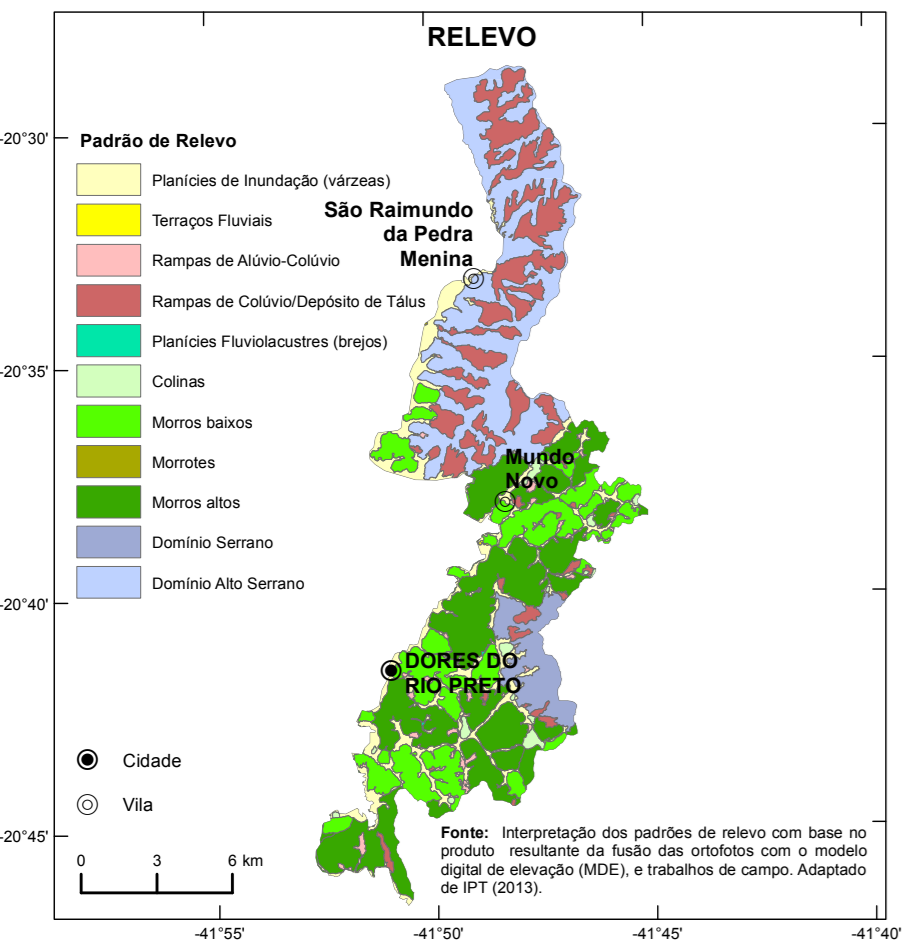 RELEVO
-20°30'
Padrão de Relevo
Planícies de Inundação (várzeas)
Terraços Fluviais
Rampas de Alúvio-Colúvio
Rampas de Colúvio/Depósito de Tálus
Planícies Fluviolacustres (brejos)
Colinas
Morros baixos
Morrotes
Morros altos
Domínio Serrano
Domínio Alto Serrano
São Raimundo
da Pedra
Menina
-20°35'
Mundo
Novo
-20°40'
DORES DO
RIO PRETO
Cidade
Vila
-20°45'
0 3 6 km
Fonte: Interpretação dos padrões de relevo com base no
produto resultante da fusão das ortofotos com o modelo
digital de elevação (MDE), e trabalhos de campo. Adaptado
de IPT (2013).
-41°55' -41°50' -41°45' -41°40'